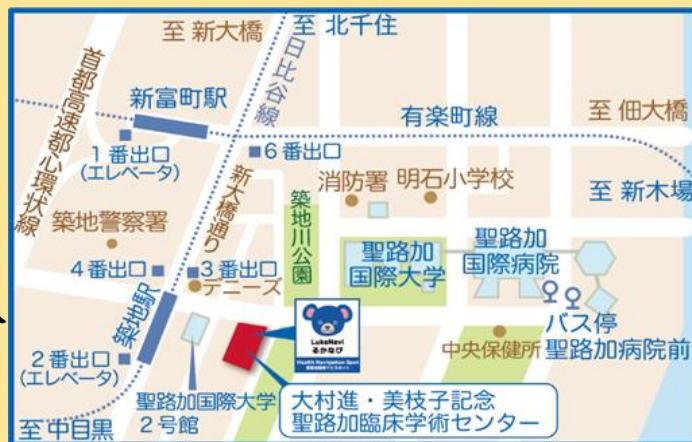 至 新大橋
至 北千住
首都高速都心環状線
日比谷線
新富町駅
有楽町線
至 佃大橋
1番出口
(エレベータ)
6番出口
新大橋通り
消防署
明石小学校
至 新木場
築地警察署
築地川公園
聖路加
国際大学
聖路加
国際病院
4番出口
3番出口
デニーズ
築地駅
LukeNavi
るかなび
Health Navigation Spot
バス停
聖路加病院前
中央保健所
2番出口
(エレベータ)
聖路加国際大学
2号館
大村進・美枝子記念
聖路加臨床学術センター
至 中目黒